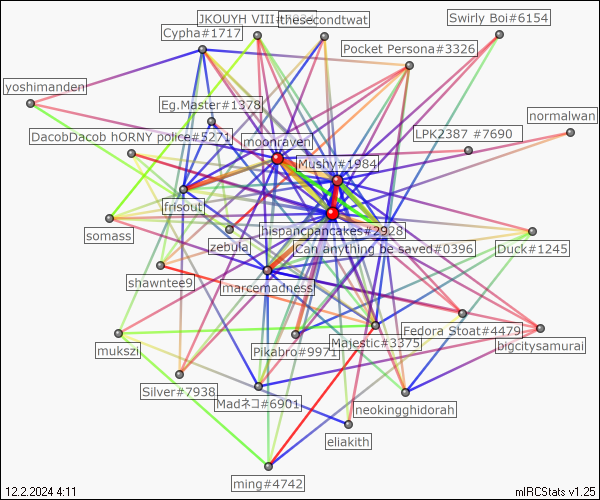 JKOUYH VIII
thesecondtwat
Swirly Boi#6154
Cypha#1717
Pocket Persona#3326
yoshimanden
Eg.Master#1378
normalwan
DacobDacob hORNY police#5271
LPK2387 #7690
moonraven
Mushy#1984
frisout
somass
hispancpancakes#2928
zebula
Can anything be saved#0396
Duck#1245
shawntee9
marcemadness
Fedora Stoat#4479
Majestic#3375
bigcitysamurai
mukszi
Pikabro#9971
Silver#7938
Madネコ#6901
neokingghidorah
eliakith
ming#4742
12.2.2024 4:11
mIRCStats v1.25